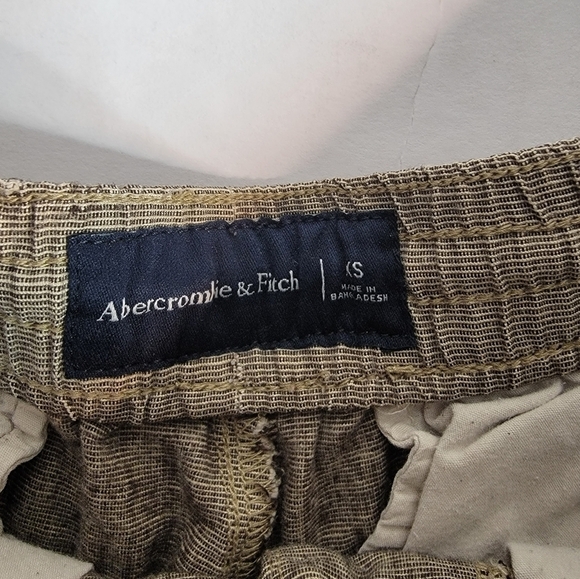 Abercrombie & Fitch
XS
MADE IN
BANGLADESH